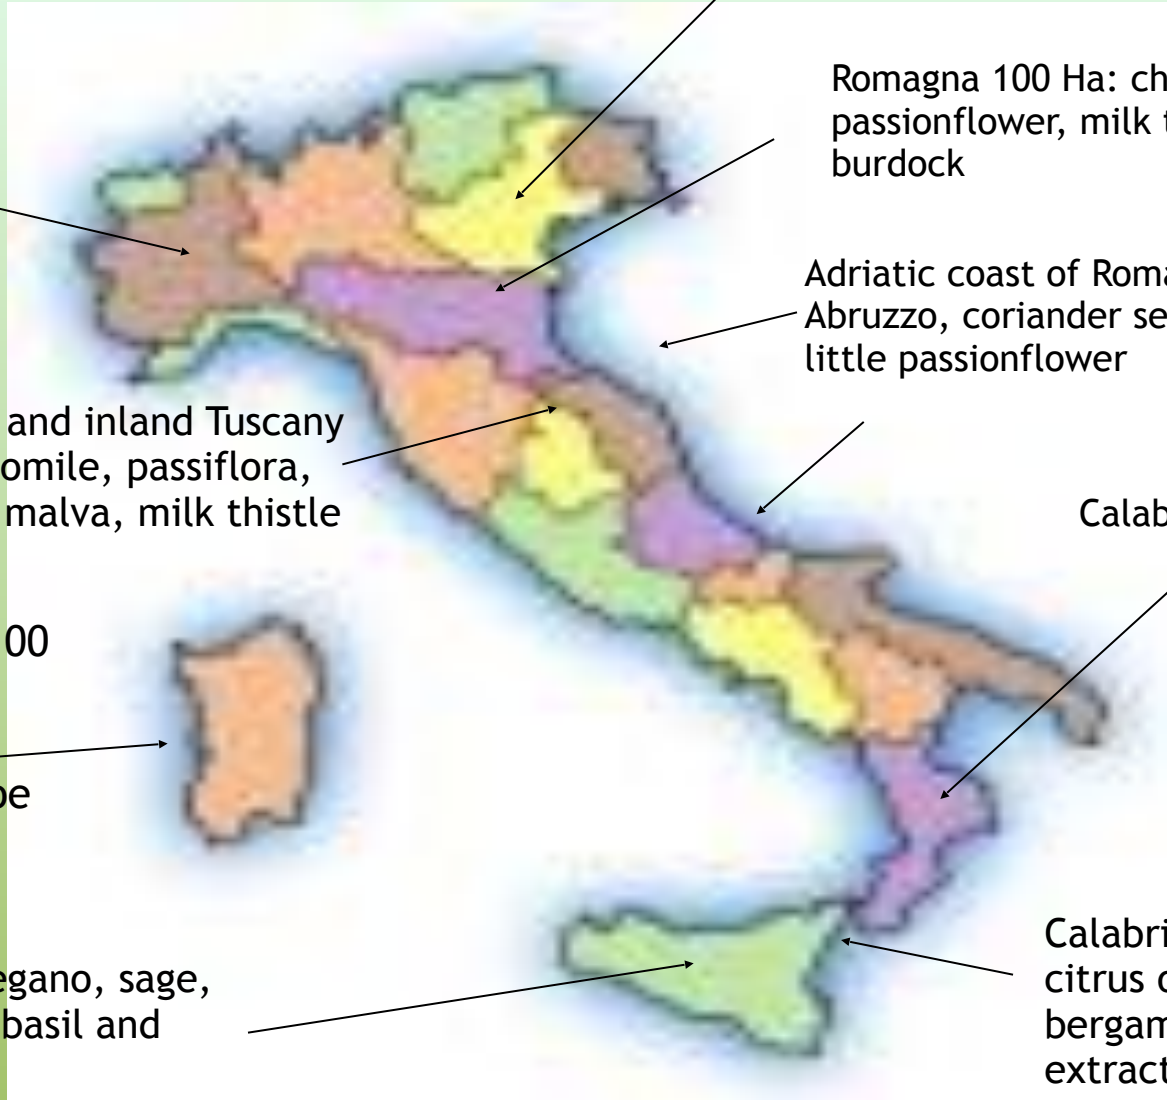 Romagna 100 Ha: ch
passionflower, milk t
burdock
Adriatic coast of Roma
Abruzzo, coriander se
little passionflower
and inland Tuscany
omile, passiflora,
malva, milk thistle
Calab
00
pe
egano, sage,
basil and
Calabri
citrus o
bergam
extract